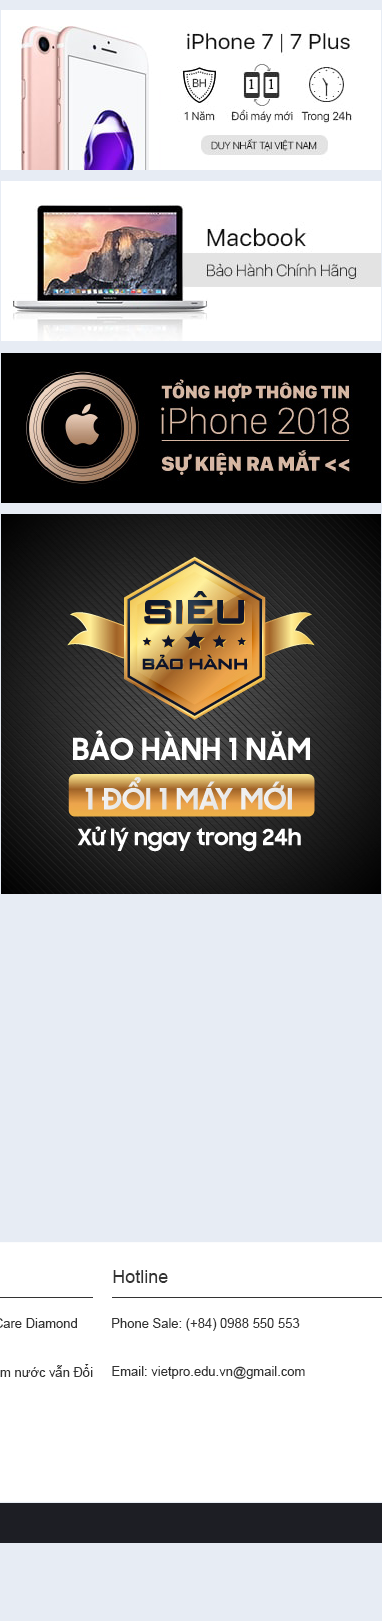 iPhone 7 | 7 Plus
BH 1 1
1 Năm Đổi máy mới Trong 24h
DUY NHẤT TẠI VIỆT NAM
Macbook
Bảo Hành Chính Hãng
TỔNG HỢP THÔNG TIN
iPhone 2018
SỰ KIỆN RA MẮT <<
SIÊU
BẢO HÀNH
BẢO HÀNH 1 NĂM
1 ĐỔI 1 MÁY MỚI
Xử lý ngay trong 24h
Hotline
Care Diamond Phone Sale: (+84) 0988 550 553
m nước vẫn Đổi Email: vietpro.edu.vn@gmail.com